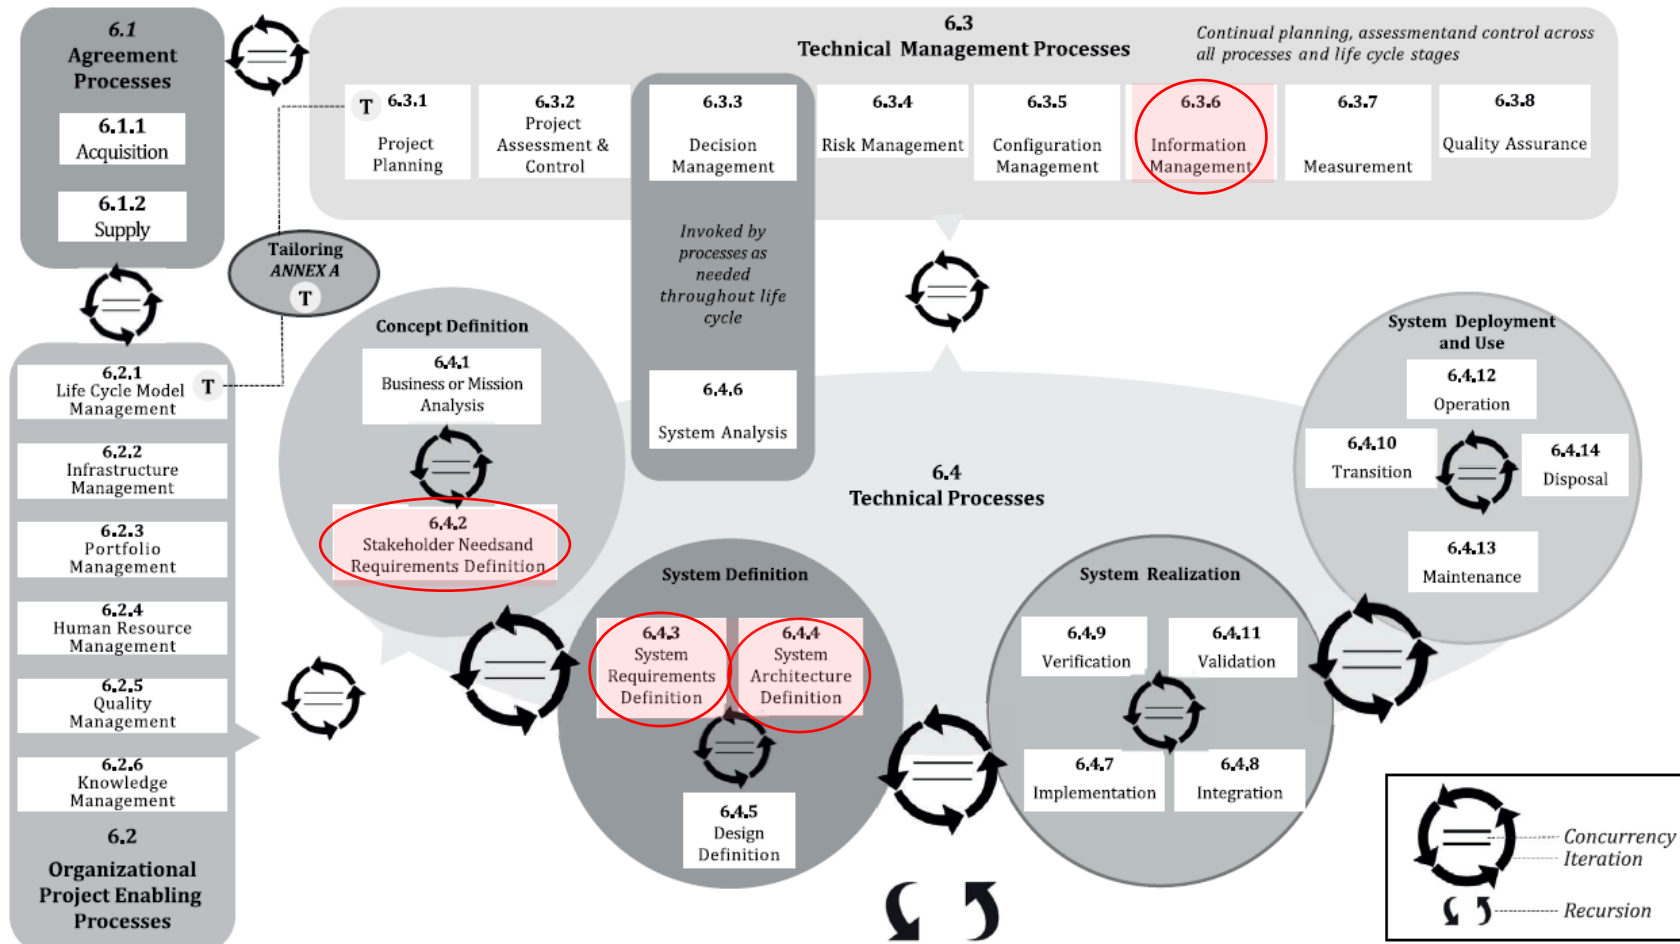 6.1
Agreement
Processes
6.1.1
Acquisition
6.1.2
Supply
6.3
Technical Management Processes
Continual planning, assessmentand control across
all processes and life cycle stages
T
6.3.1
Project
Planning
6.3.2
Project
Assessment &
Control
6.3.3
Decision
Management
6.3.4
Risk Management
6.3.5
Configuration
Management
6.3.6
Information
Management
6.3.7
Measurement
6.3.8
Quality Assurance
Invoked by
processes as
needed
throughout life
cycle
6.4.6
System Analysis
Tailoring
ANNEX A
T
6.2.1
Life Cycle Model
Management
T
6.2.2
Infrastructure
Management
6.2.3
Portfolio
Management
6.2.4
Human Resource
Management
6.2.5
Quality
Management
6.2.6
Knowledge
Management
6.2
Organizational
Project Enabling
Processes
Concept Definition
6.4.1
Business or Mission
Analysis
6.4.2
Stakeholder Needsand
Requirements Definition
6.4
Technical Processes
System Definition
6.4.3
System
Requirements
Definition
6.4.4
System
Architecture
Definition
6.4.5
Design
Definition
System Realization
6.4.9
Verification
6.4.11
Validation
6.4.7
Implementation
6.4.8
Integration
System Deployment
and Use
6.4.12
Operation
6.4.10
Transition
6.4.14
Disposal
6.4.13
Maintenance
Concurrency
Iteration
Recursion